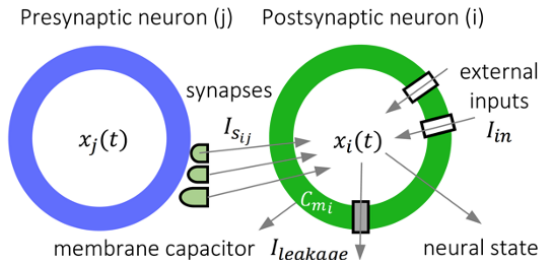 Presynaptic neuron (j)
Postsynaptic neuron (i)
synapses
external
inputs
x_j(t)
I_{s_{ij}}
x_i(t)
I_{in}
C_{m_i}
membrane capacitor
I_{leakage}
neural state